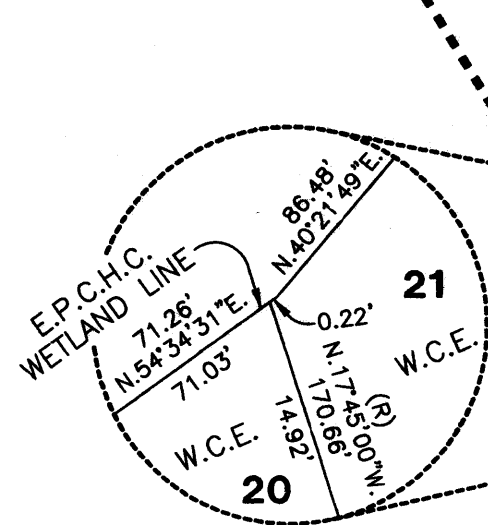 86.48'
N.40°21'49"E.
E.P.C.H.C.
WETLAND LINE
71.26'
N.54°34'31"E.
71.03'
21
0.22'
W.C.E.
(R)
N.17°45'00"W.
170.66'
14.92'
W.C.E.
20